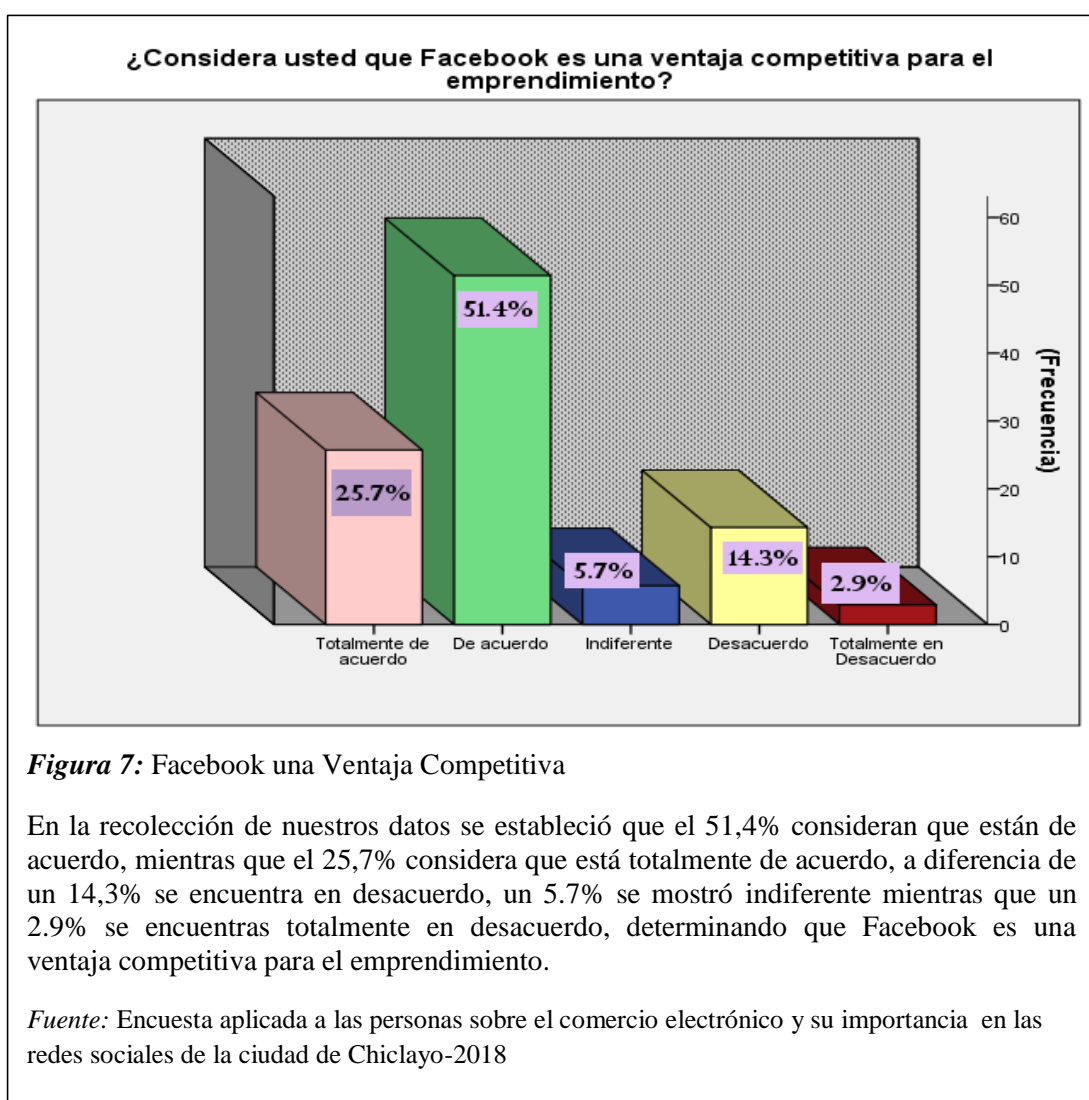 ¿Considera usted que Facebook es una ventaja competitiva para el
emprendimiento?
60
50
40
30
20
10
0
(Frecuencia)
25.7%
51.4%
5.7%
14.3%
2.9%
Totalmente de
acuerdo
De acuerdo
Indiferente
Desacuerdo
Totalmente en
Desacuerdo
Figura 7: Facebook una Ventaja Competitiva
En la recolección de nuestros datos se estableció que el 51,4% consideran que están de
acuerdo, mientras que el 25,7% considera que está totalmente de acuerdo, a diferencia de
un 14,3% se encuentra en desacuerdo, un 5.7% se mostró indiferente mientras que un
2.9% se encuentras totalmente en desacuerdo, determinando que Facebook es una
ventaja competitiva para el emprendimiento.
Fuente: Encuesta aplicada a las personas sobre el comercio electrónico y su importancia en las
redes sociales de la ciudad de Chiclayo-2018